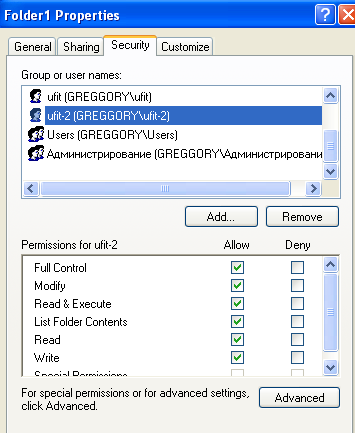 Folder1 Properties
General Sharing Security Customize
Group or user names:
ufit (GREGGORY\ufit)
ufit-2 (GREGGORY\ufit-2)
Users (GREGGORY\Users)
Администрирование (GREGGORY\Администрировани
Add... Remove
Permissions for ufit-2 Allow Deny
Full Control
Modify
Read & Execute
List Folder Contents
Read
Write
Special Permissions
For special permissions or for advanced settings,
click Advanced.
Advanced